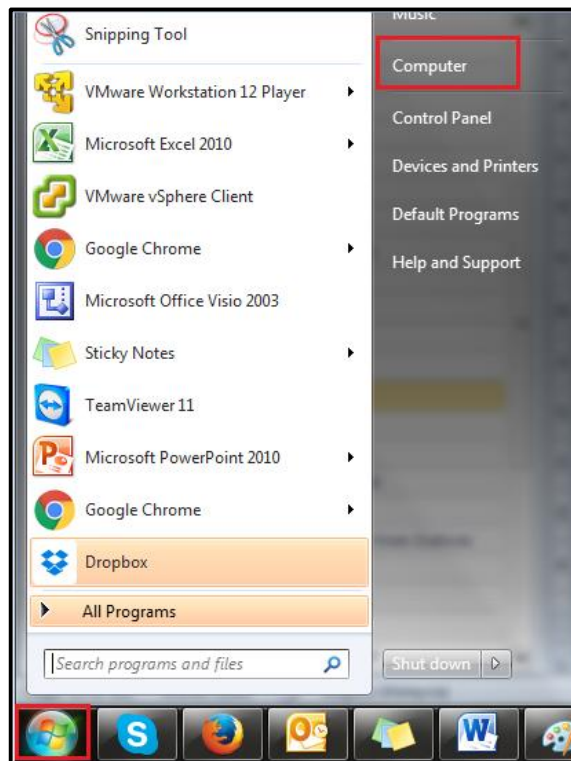 Snipping Tool
VMware Workstation 12 Player
Microsoft Excel 2010
VMware vSphere Client
Google Chrome
Microsoft Office Visio 2003
Sticky Notes
TeamViewer 11
Microsoft PowerPoint 2010
Google Chrome
Dropbox
All Programs
Search programs and files
Music
Computer
Control Panel
Devices and Printers
Default Programs
Help and Support
Shut down